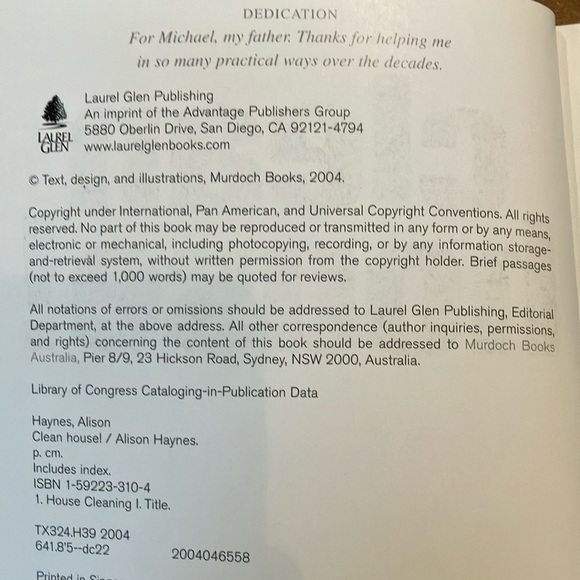 DEDICATION
For Michael, my father. Thanks for helping me
in so many practical ways over the decades.
LAUREL
GLEN
Laurel Glen Publishing
An imprint of the Advantage Publishers Group
5880 Oberlin Drive, San Diego, CA 92121-4794
www.laurelglenbooks.com
© Text, design, and illustrations, Murdoch Books, 2004.
Copyright under International, Pan American, and Universal Copyright Conventions. All rights
reserved. No part of this book may be reproduced or transmitted in any form or by any means,
electronic or mechanical, including photocopying, recording, or by any information storage-
and-retrieval system, without written permission from the copyright holder. Brief passages
(not to exceed 1,000 words) may be quoted for reviews.
All notations of errors or omissions should be addressed to Laurel Glen Publishing, Editorial
Department, at the above address. All other correspondence (author inquiries, permissions,
and rights) concerning the content of this book should be addressed to Murdoch Books
Australia, Pier 8/9, 23 Hickson Road, Sydney, NSW 2000, Australia.
Library of Congress Cataloging-in-Publication Data
Haynes, Alison
Clean house! / Alison Haynes.
p. cm.
Includes index.
ISBN 1-59223-310-4
1. House Cleaning I. Title.
TX324.H39 2004
641.8'5--dc22 2004046558
Printed in